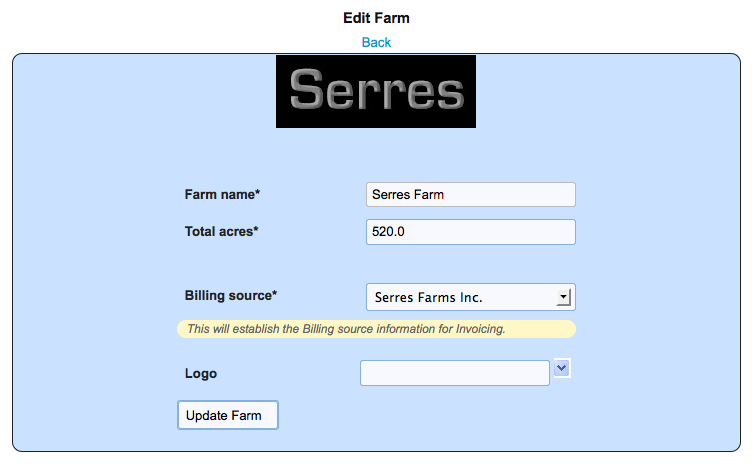 Edit Farm
Back
Serres
Farm name* Serres Farm
Total acres* 520.0
Billing source* Serres Farms Inc.
This will establish the Billing source information for Invoicing.
Logo
Update Farm